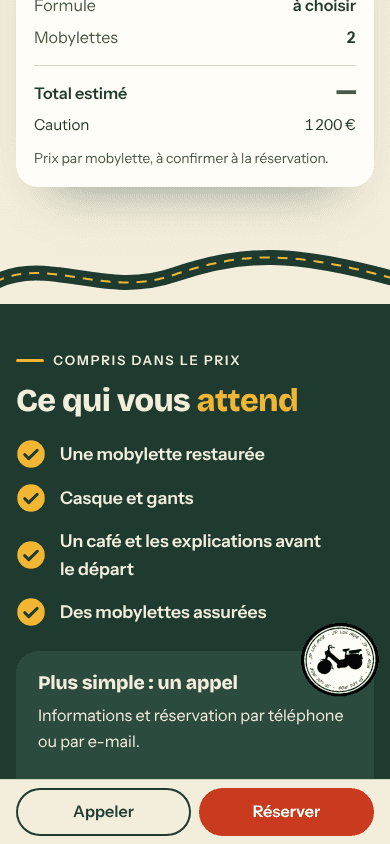 Formule à choisir
Mobylettes 2
Total estimé —
Caution 1 200 €
Prix par mobylette, à confirmer à la réservation.
COMPRIS DANS LE PRIX
Ce qui vous attend
Une mobylette restaurée
Casque et gants
Un café et les explications avant
le départ
Des mobylettes assurées
Plus simple : un appel
Informations et réservation par téléphone
ou par e-mail.
Appeler Réserver